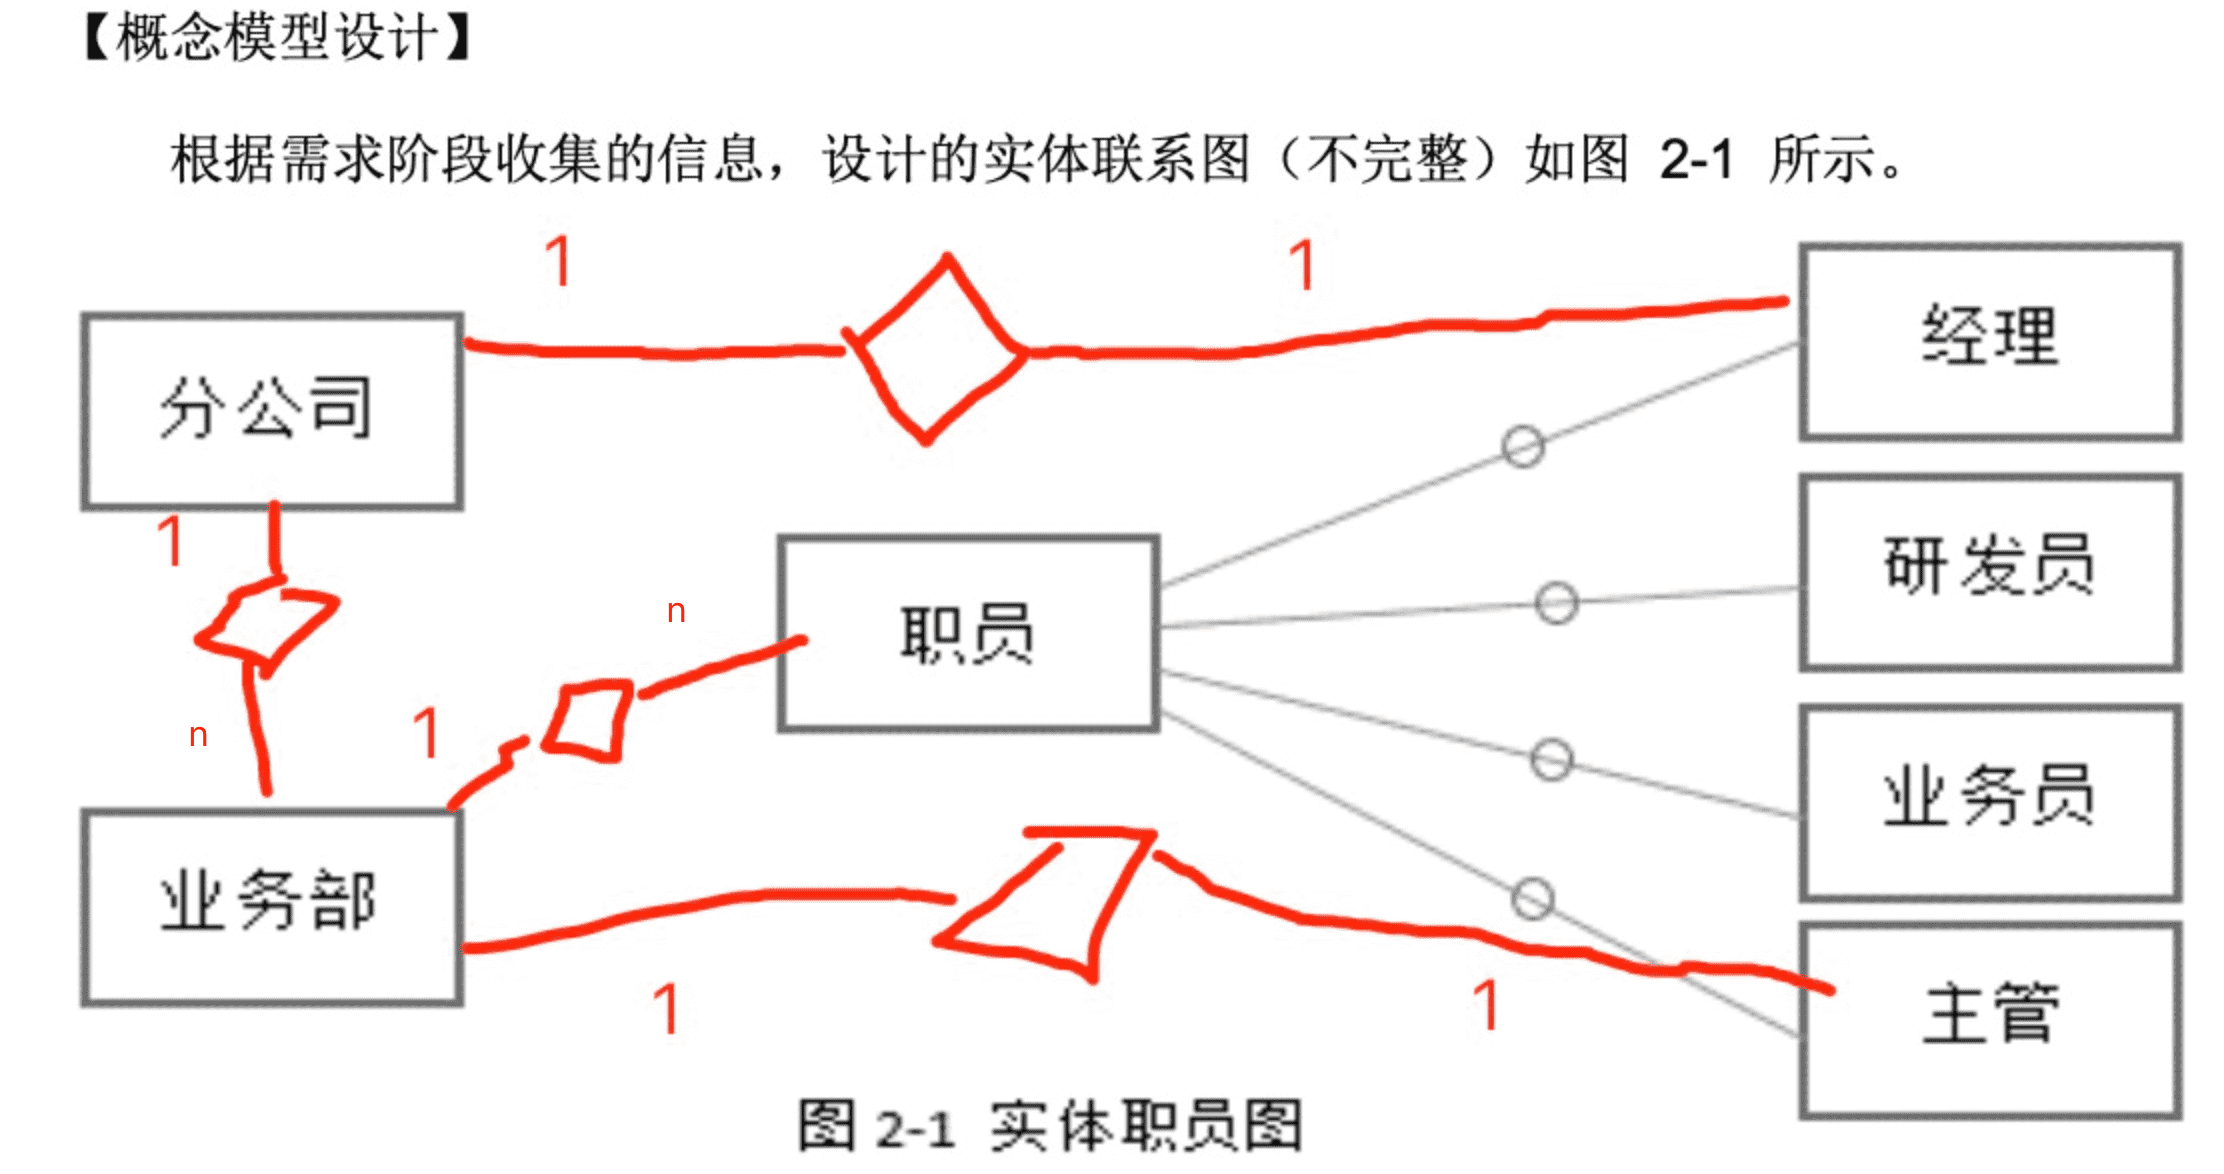 【概念模型设计】
根据需求阶段收集的信息，设计的实体联系图（不完整）如图 2-1 所示。
1
1
经理
分公司
1
研发员
n
职员
1
n
业务员
业务部
1
1
主管
图 2-1 实体职员图